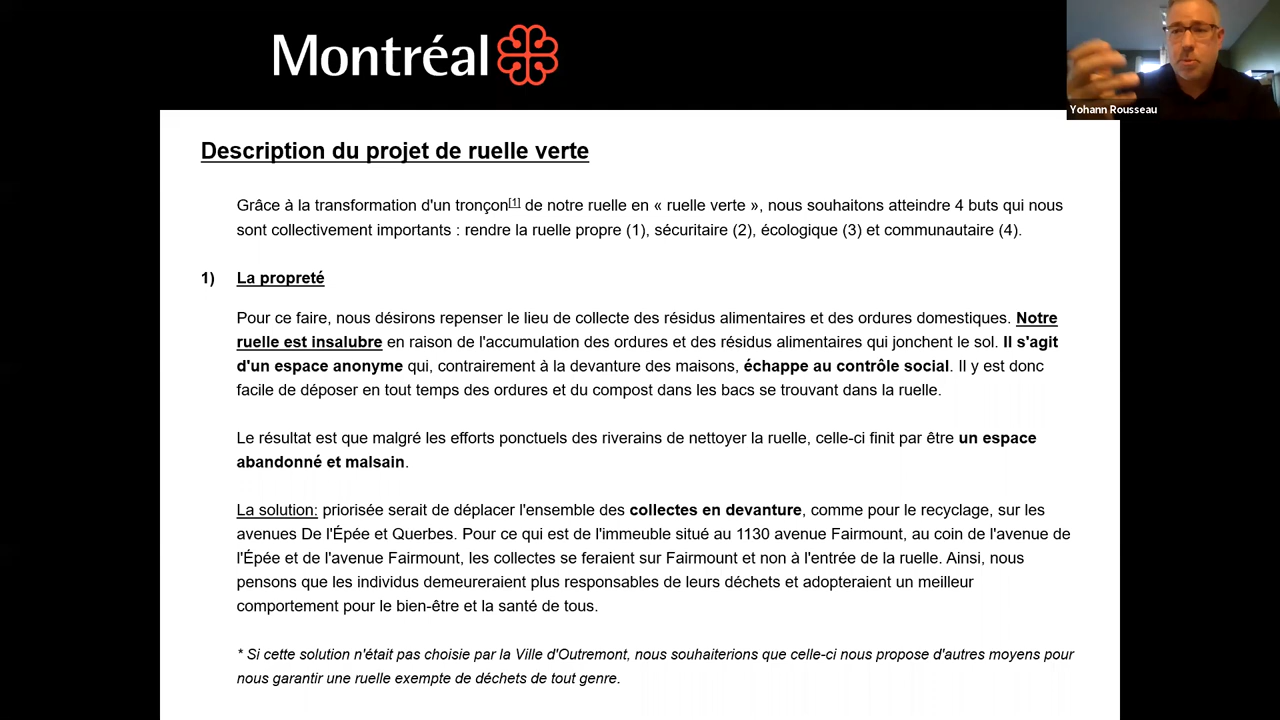 Montréal
Yohann Rousseau
Description du projet de ruelle verte
Grâce à la transformation d'un tronçon[1] de notre ruelle en « ruelle verte », nous souhaitons atteindre 4 buts qui nous
sont collectivement importants : rendre la ruelle propre (1), sécuritaire (2), écologique (3) et communautaire (4).
1) La propreté
Pour ce faire, nous désirons repenser le lieu de collecte des résidus alimentaires et des ordures domestiques. Notre
ruelle est insalubre en raison de l'accumulation des ordures et des résidus alimentaires qui jonchent le sol. Il s'agit
d'un espace anonyme qui, contrairement à la devanture des maisons, échappe au contrôle social. Il y est donc
facile de déposer en tout temps des ordures et du compost dans les bacs se trouvant dans la ruelle.
Le résultat est que malgré les efforts ponctuels des riverains de nettoyer la ruelle, celle-ci finit par être un espace
abandonné et malsain.
La solution: priorisée serait de déplacer l'ensemble des collectes en devanture, comme pour le recyclage, sur les
avenues De l'Épée et Querbes. Pour ce qui est de l'immeuble situé au 1130 avenue Fairmount, au coin de l'avenue de
l'Épée et de l'avenue Fairmount, les collectes se feraient sur Fairmount et non à l'entrée de la ruelle. Ainsi, nous
pensons que les individus demeureraient plus responsables de leurs déchets et adopteraient un meilleur
comportement pour le bien-être et la santé de tous.
* Si cette solution n'était pas choisie par la Ville d'Outremont, nous souhaiterions que celle-ci nous propose d'autres moyens pour
nous garantir une ruelle exempte de déchets de tout genre.